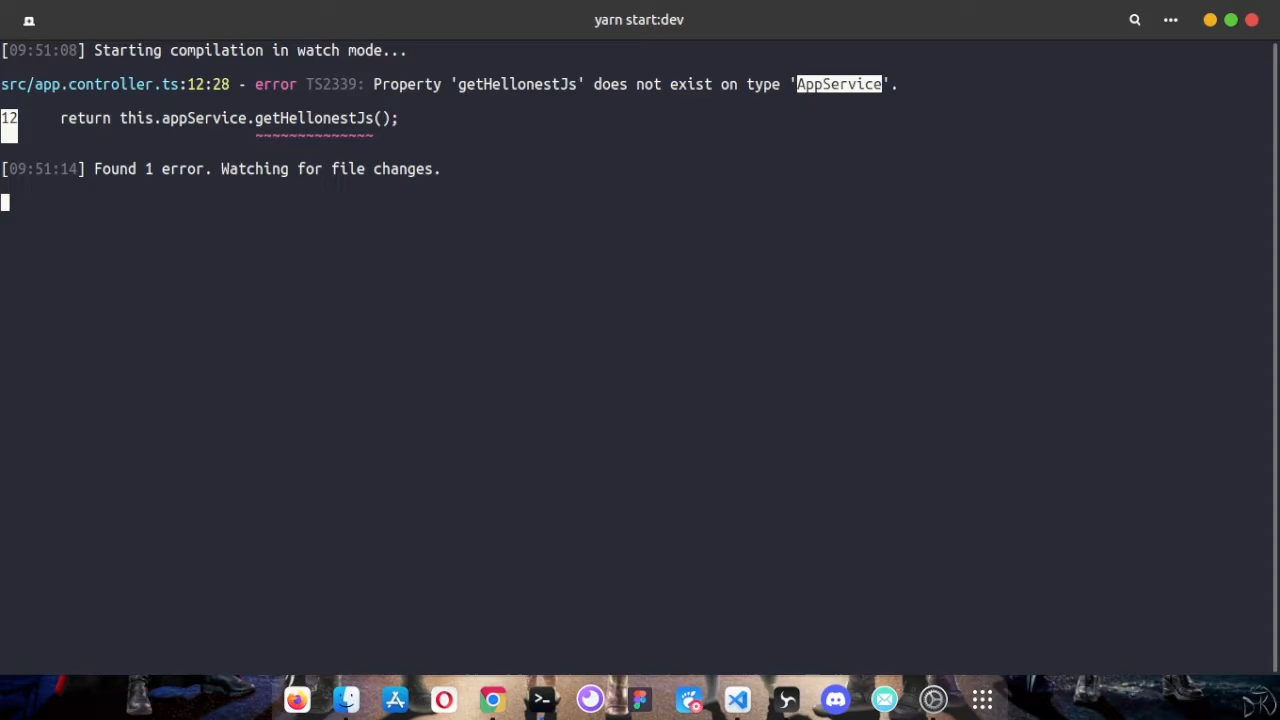 yarn start:dev
[09:51:08] Starting compilation in watch mode...
src/app.controller.ts:12:28 - error TS2339: Property 'getHellonestJs' does not exist on type 'AppService'.
12     return this.appService.getHellonestJs();
~~~~~~~~~~~~~~
[09:51:14] Found 1 error. Watching for file changes.